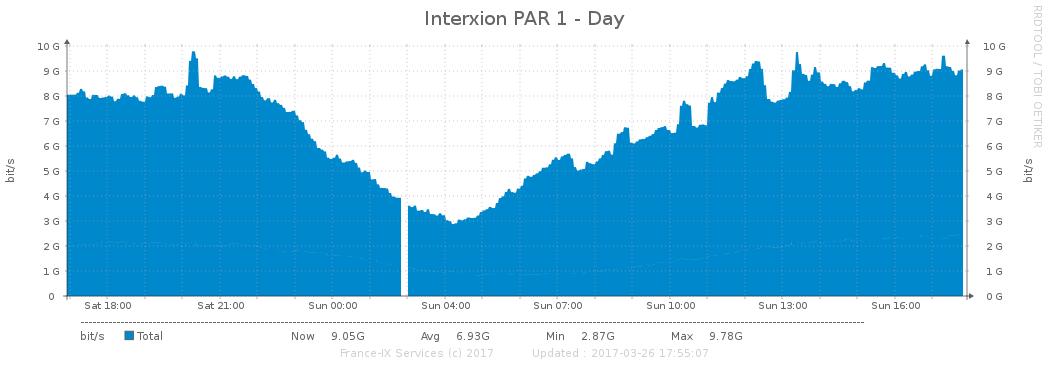 Interxion PAR 1 - Day
RRDTOOL / TOBI OETIKER
bit/s
bit/s
10 G 10 G
9 G 9 G
8 G 8 G
7 G 7 G
6 G 6 G
5 G 5 G
4 G 4 G
3 G 3 G
2 G 2 G
1 G 1 G
0 0 G
Sat 18:00 Sat 21:00 Sun 00:00 Sun 04:00 Sun 07:00 Sun 10:00 Sun 13:00 Sun 16:00
bit/s Total Now 9.05G Avg 6.93G Min 2.87G Max 9.78G
France-IX Services (c) 2017 Updated : 2017-03-26 17:55:07